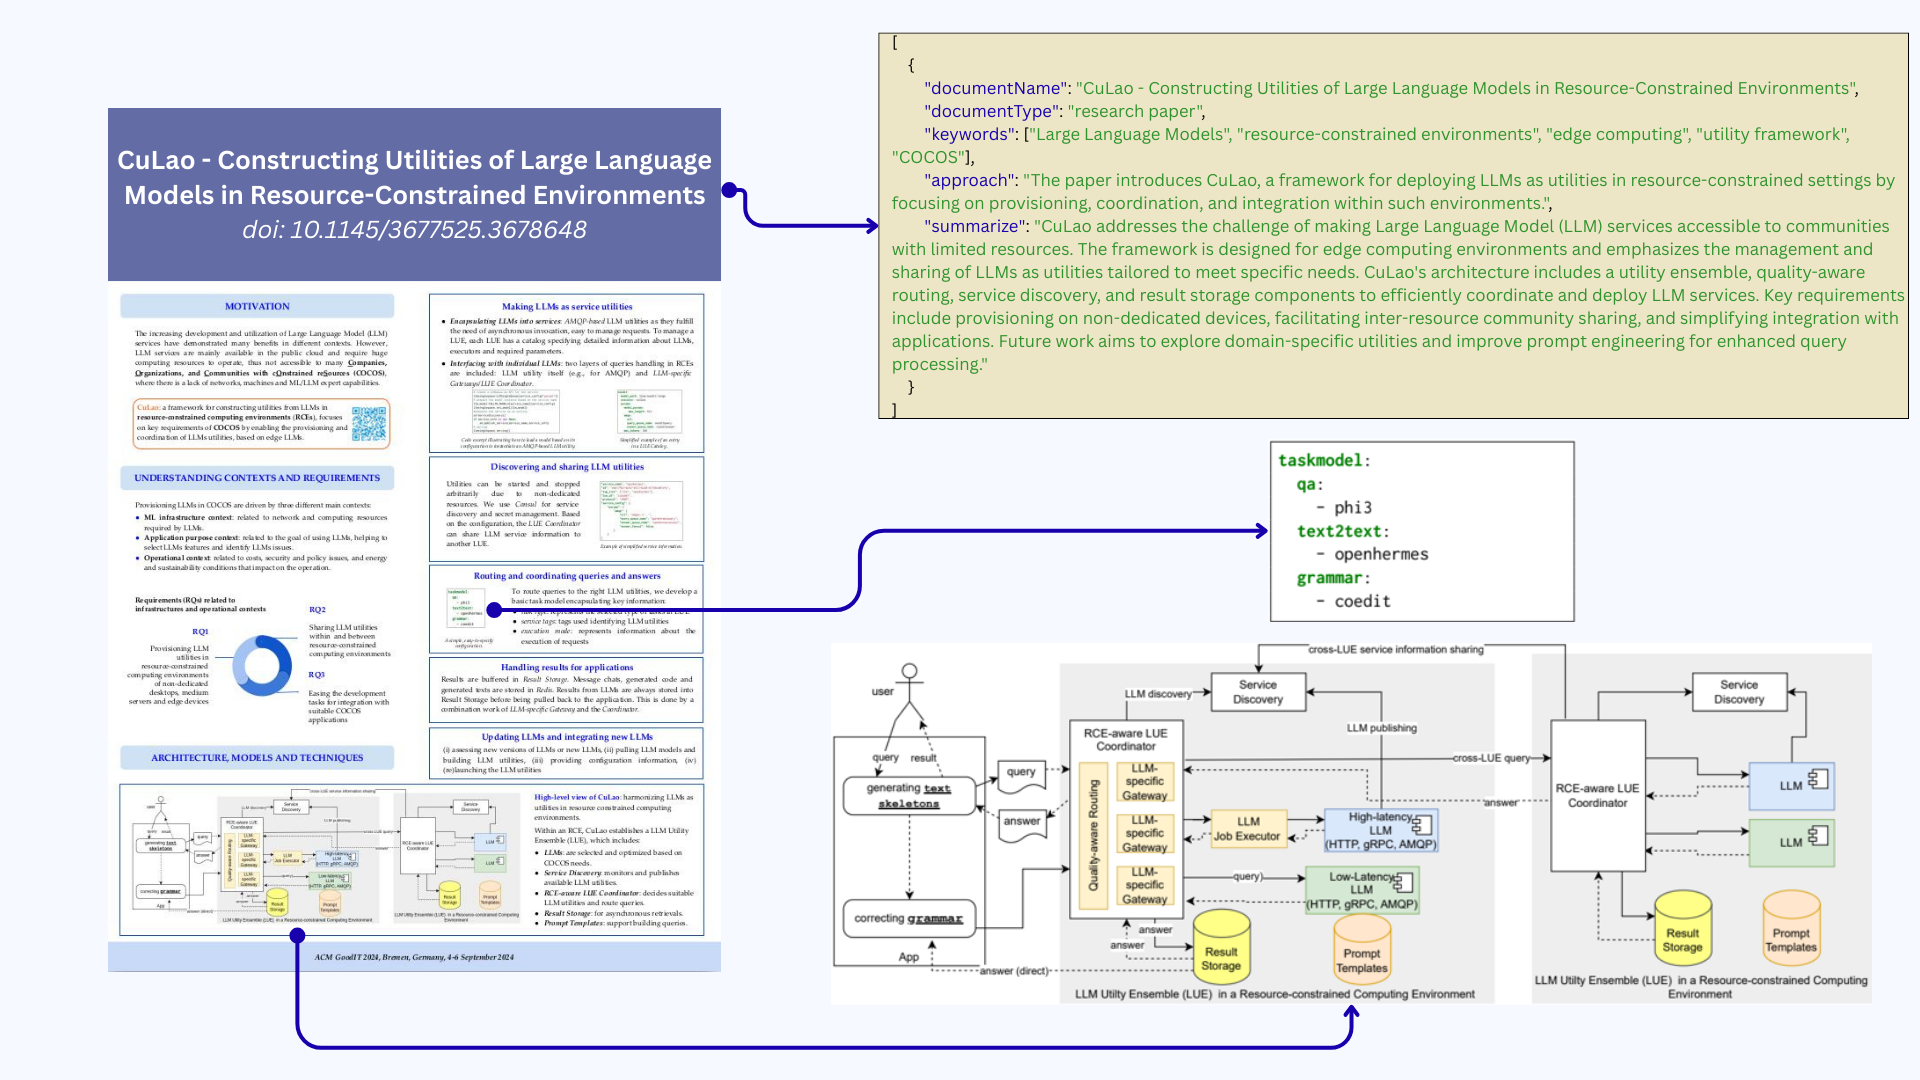 CuLao - Constructing Utilities of Large Language
Models in Resource-Constrained Environments
doi: 10.1145/3677525.3678648
MOTIVATION
The increasing development and utilization of Large Language Model (LLM)
services have demonstrated many benefits in different contexts. However,
LLM services are mainly available in the public cloud and require huge
computing resources to operate, thus not accessible to many Companies,
Organizations, and Communities with cOnstrained reSources (COCOS),
where there is a lack of networks, machines and ML/LLM expert capabilities.
CuLao: a framework for constructing utilities from LLMs in
resource-constrained computing environments (RCEs), focuses
on key requirements of COCOS by enabling the provisioning and
coordination of LLMs utilities, based on edge LLMs.
UNDERSTANDING CONTEXTS AND REQUIREMENTS
Provisioning LLMs in COCOS are driven by three different main contexts:
• ML infrastructure context: related to network and computing resources
required by LLMs.
• Application purpose context: related to the goal of using LLMs, helping to
select LLMs features and identify LLMs issues.
• Operational context: related to costs, security and policy issues, and energy
and sustainability conditions that impact on the operation.
Requirements (RQs) related to
infrastructures and operational contexts
RQ1
Provisioning LLM
utilities in
resource-constrained
computing environments
of non-dedicated
desktops, medium
servers and edge devices
RQ2
Sharing LLM utilities
within and between
resource-constrained
computing environments
RQ3
Easing the development
tasks for integration with
suitable COCOS
applications
ARCHITECTURE, MODELS AND TECHNIQUES
Making LLMs as service utilities
• Encapsulating LLMs into services: AMQP-based LLM utilities as they fulfill
the need of asynchronous invocation, easy to manage requests. To manage a
LUE, each LUE has a catalog specifying detailed information about LLMs,
executors and required parameters.
• Interfacing with individual LLMs: two layers of queries handling in RCEs
are included: LLM utility itself (e.g., for AMQP) and LLM-specific
Gateways/LUE Coordinator.
Code excerpt illustrating how to load a model based on its
configuration to instantiate an AMQP-based LLM utility
Simplified example of an entry
in a LUE Catalog.
Discovering and sharing LLM utilities
Utilities can be started and stopped
arbitrarily due to non-dedicated
resources. We use Consul for service
discovery and secret management. Based
on the configuration, the LUE Coordinator
can share LLM service information to
another LUE.
Example of simplified service information.
Routing and coordinating queries and answers
taskmodel:
qa:
- phi3
text2text:
- openhermes
grammar:
- coedit
A simple, easy-to-specify
configuration.
To route queries to the right LLM utilities, we develop a
basic task model encapsulating key information:
• service tags: tags used identifying LLM utilities
• execution mode: represents information about the
execution of requests
Handling results for applications
Results are buffered in Result Storage. Message chats, generated code and
generated texts are stored in Redis. Results from LLMs are always stored into
Result Storage before being pulled back to the application. This is done by a
combination work of LLM-specific Gateway and the Coordinator.
Updating LLMs and integrating new LLMs
(i) assessing new versions of LLMs or new LLMs, (ii) pulling LLM models and
building LLM utilities, (iii) providing configuration information, (iv)
(re)launching the LLM utilities
High-level view of CuLao: harmonizing LLMs as
utilities in resource constrained computing
environments.
Within an RCE, CuLao establishes a LLM Utility
Ensemble (LUE), which includes:
• LLMs are selected and optimized based on
COCOS needs.
• Service Discovery: monitors and publishes
available LLM utilities.
• RCE-aware LUE Coordinator: decides suitable
LLM utilities and route queries.
• Result Storage: for asynchronous retrievals.
• Prompt Templates: support building queries.
ACM GoodIT 2024, Bremen, Germany, 4-6 September 2024
[
{
"documentName": "CuLao - Constructing Utilities of Large Language Models in Resource-Constrained Environments",
"documentType": "research paper",
"keywords": ["Large Language Models", "resource-constrained environments", "edge computing", "utility framework",
"COCOS"],
"approach": "The paper introduces CuLao, a framework for deploying LLMs as utilities in resource-constrained settings by
focusing on provisioning, coordination, and integration within such environments.",
"summarize": "CuLao addresses the challenge of making Large Language Model (LLM) services accessible to communities
with limited resources. The framework is designed for edge computing environments and emphasizes the management and
sharing of LLMs as utilities tailored to meet specific needs. CuLao's architecture includes a utility ensemble, quality-aware
routing, service discovery, and result storage components to efficiently coordinate and deploy LLM services. Key requirements
include provisioning on non-dedicated devices, facilitating inter-resource community sharing, and simplifying integration with
applications. Future work aims to explore domain-specific utilities and improve prompt engineering for enhanced query
processing."
}
]
taskmodel:
qa:
- phi3
text2text:
- openhermes
grammar:
- coedit
cross-LUE service information sharing
user
LLM discovery
Service
Discovery
Service
Discovery
LLM publishing
RCE-aware LUE
Coordinator
query
result
cross-LUE query
generating text
skeletons
query
answer
Quality-aware Routing
LLM-
specific
Gateway
LLM-
specific
Gateway
LLM-
specific
Gateway
LLM
Job Executor
High-latency
LLM
(HTTP, gRPC, AMQP)
answer
RCE-aware LUE
Coordinator
LLM
LLM
query)
Low-Latency
LLM
(HTTP, gRPC, AMQP)
correcting grammar
App
answer
answer
answer (direct)
Result
Storage
Prompt
Templates
Result
Storage
Prompt
Templates
LLM Utilty Ensemble (LUE) in a Resource-constrained Computing Environment
LLM Utilty Ensemble (LUE) in a Resource-constrained Computing
Environment